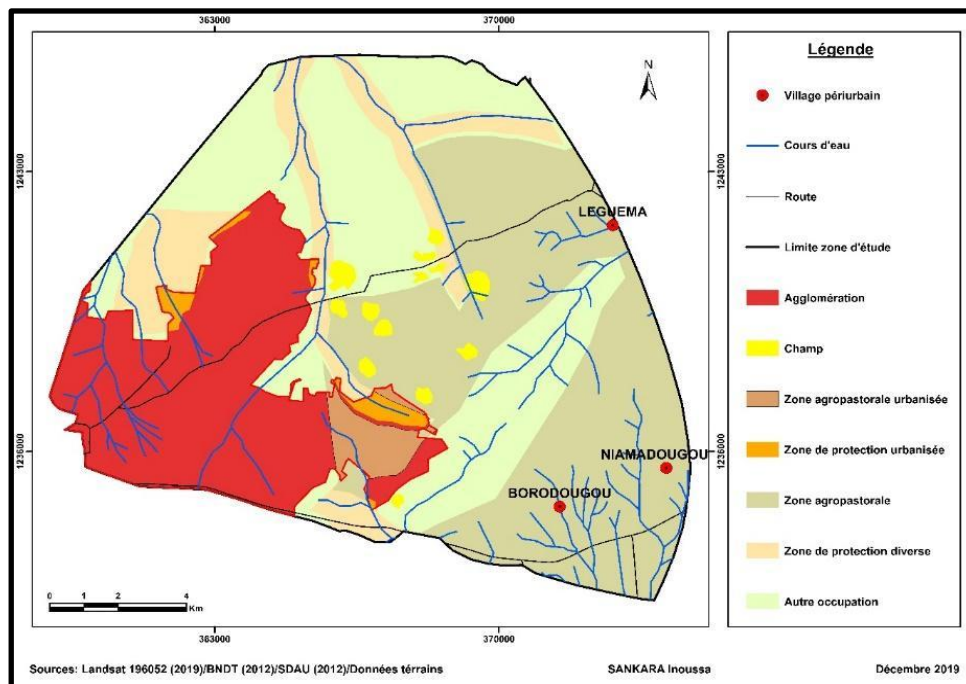 363000
370000
Légende
N
Village périurbain
Cours d'eau
1243000
1243000
Route
LEGUEMA
Limite zone d'étude
Agglomération
Champ
Zone agropastorale urbanisée
1236000
1236000
Zone de protection urbanisée
NIAMADOUGOU
BORODOUGOU
Zone agropastorale
Zone de protection diverse
0 1 2 4
Km
Autre occupation
363000
370000
Sources: Landsat 196052 (2019)/BNDT (2012)/SDAU (2012)/Données térrains
SANKARA Inoussa
Décembre 2019